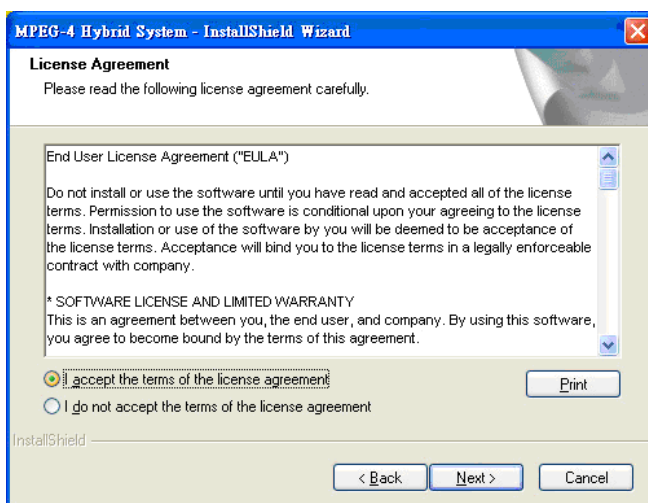 MPEG-4 Hybrid System - InstallShield Wizard
License Agreement
Please read the following license agreement carefully.
End User License Agreement ("EULA")
Do not install or use the software until you have read and accepted all of the license
terms. Permission to use the software is conditional upon your agreeing to the license
terms. Installation or use of the software by you will be deemed to be acceptance of
the license terms. Acceptance will bind you to the license terms in a legally enforceable
contract with company.
* SOFTWARE LICENSE AND LIMITED WARRANTY
This is an agreement between you, the end user, and company. By using this software,
you agree to become bound by the terms of this agreement.
I accept the terms of the license agreement
Print
I do not accept the terms of the license agreement
InstallShield
< Back
Next >
Cancel